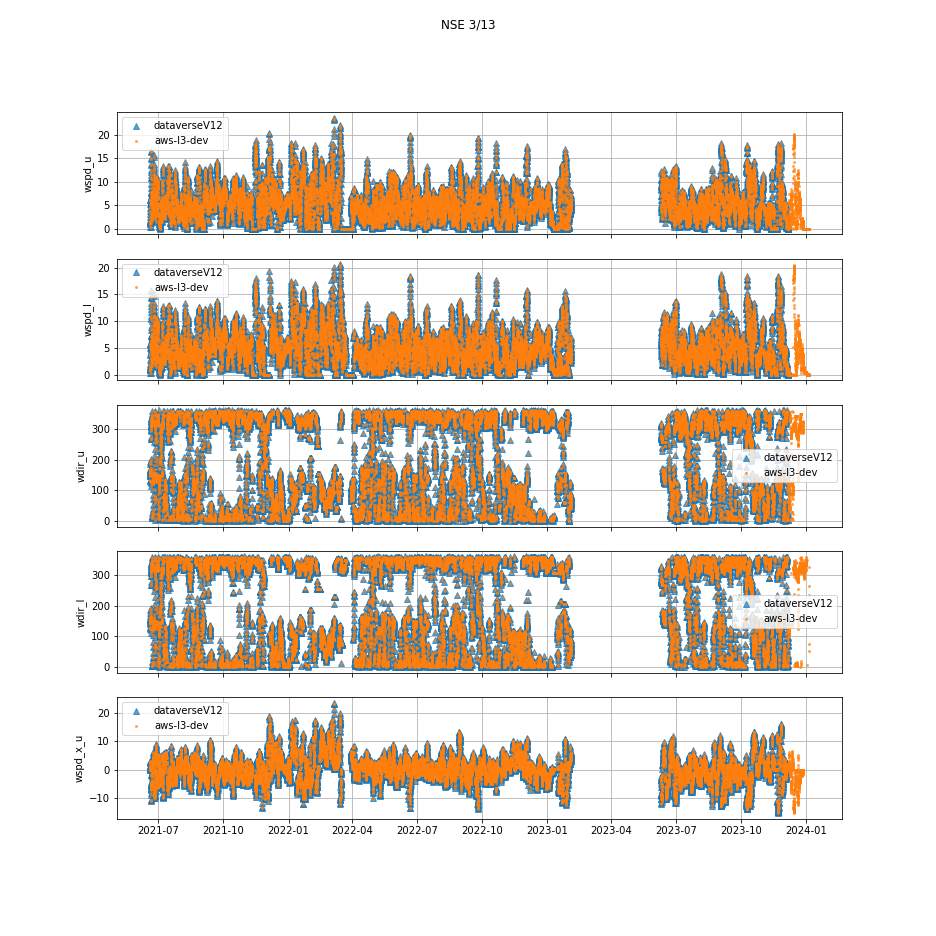 NSE 3/13
wspd_u
20
15
10
5
0
dataverseV12
aws-l3-dev
wspd_l
20
15
10
5
0
dataverseV12
aws-l3-dev
wdir_u
300
200
100
0
dataverseV12
aws-l3-dev
wdir_l
300
200
100
0
dataverseV12
aws-l3-dev
wspd_x_u
20
10
0
−10
dataverseV12
aws-l3-dev
2021-07 2021-10 2022-01 2022-04 2022-07 2022-10 2023-01 2023-04 2023-07 2023-10 2024-01